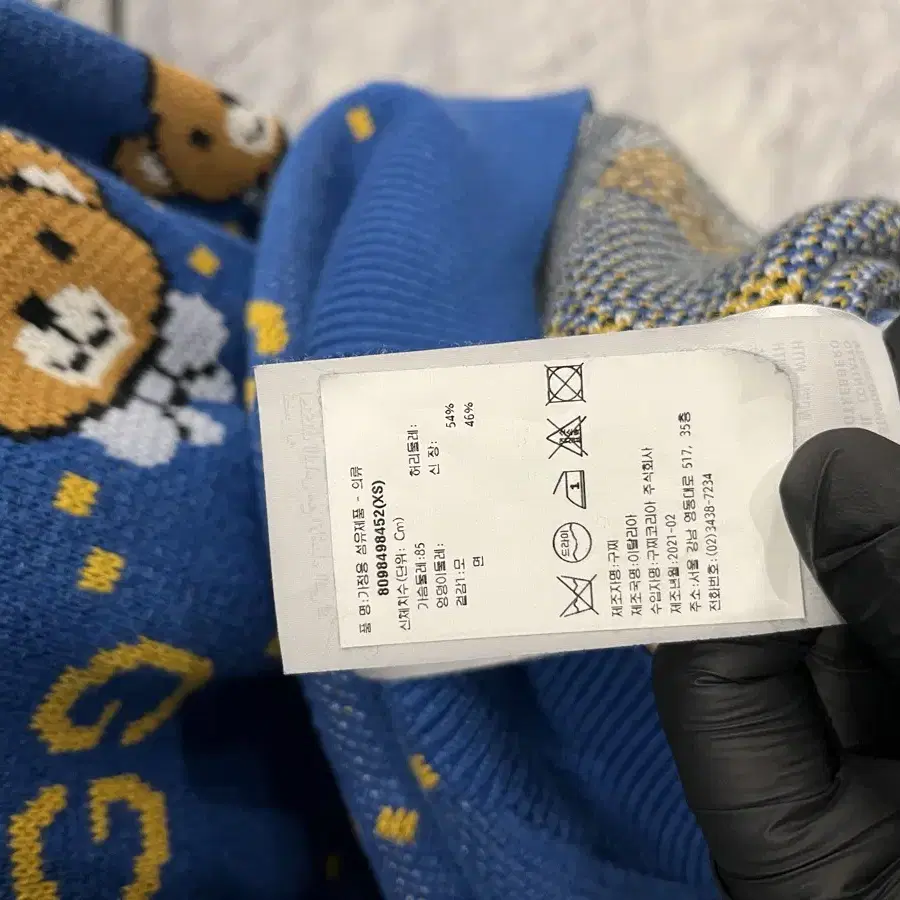 품 명:가정용 섬유제품 - 의류
8098498452(XS)
신체치수(단위: Cm)
가슴둘레:85 허리둘레:
엉덩이둘레: 신 장:
겉감1:모 54%
면 46%
드라이
1
제조자명:구찌
제조국명:이탈리아
수입자명:구찌코리아 주식회사
제조년월:2021-02
주소:서울 강남 영동대로 517, 35층
전화번호:(02)3438-7234
WITH